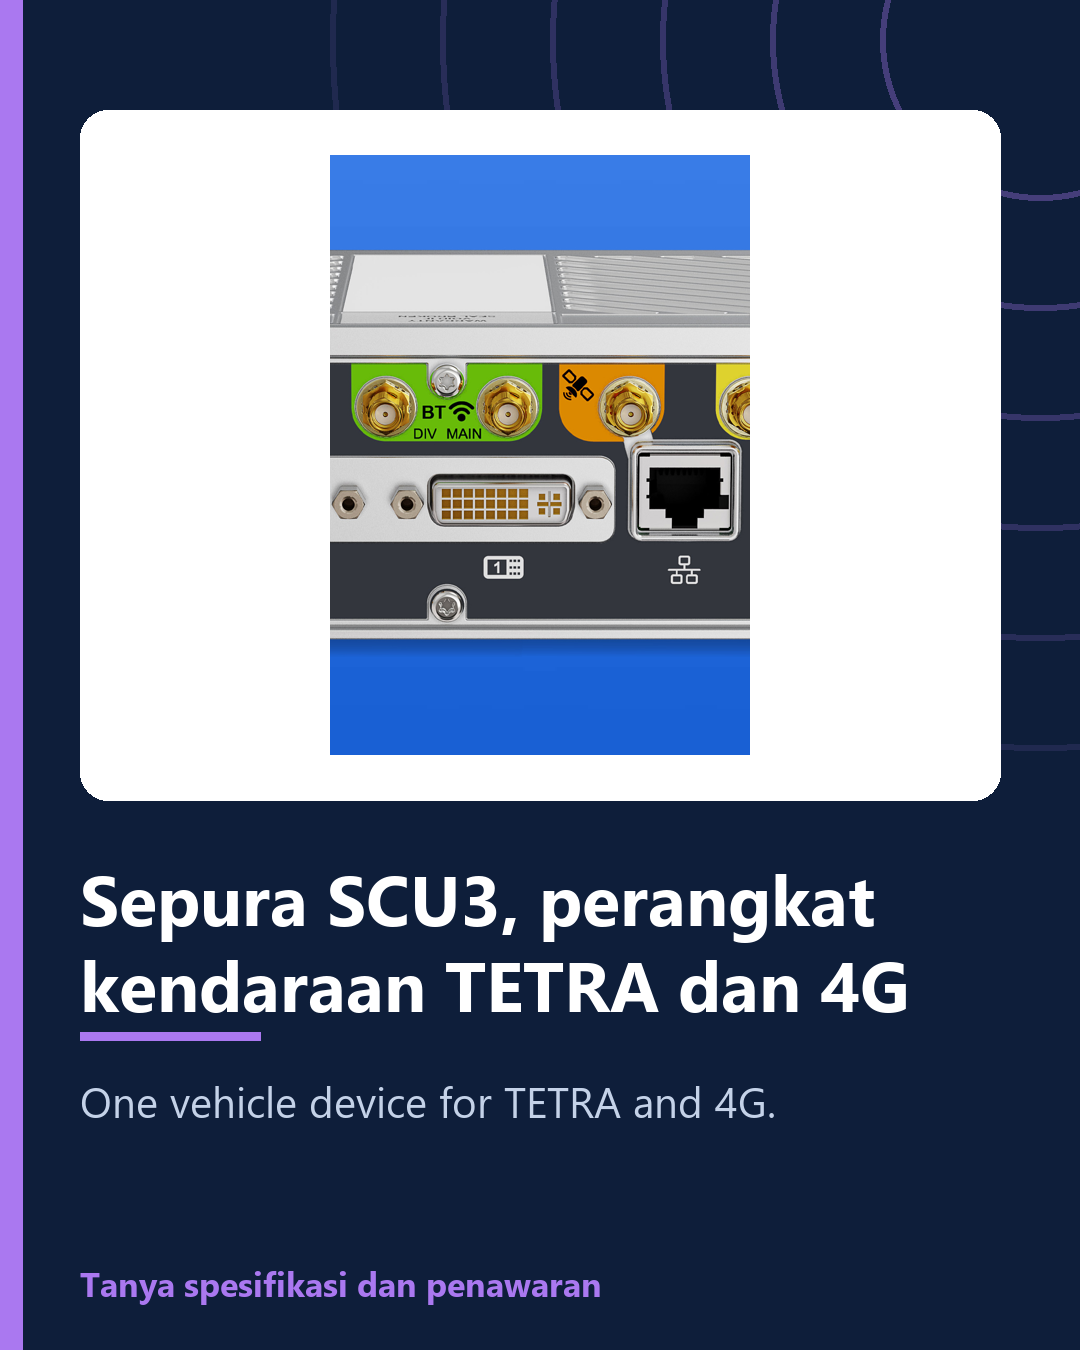 BT
DIV MAIN
1
Sepura SCU3, perangkat
kendaraan TETRA dan 4G
One vehicle device for TETRA and 4G.
Tanya spesifikasi dan penawaran